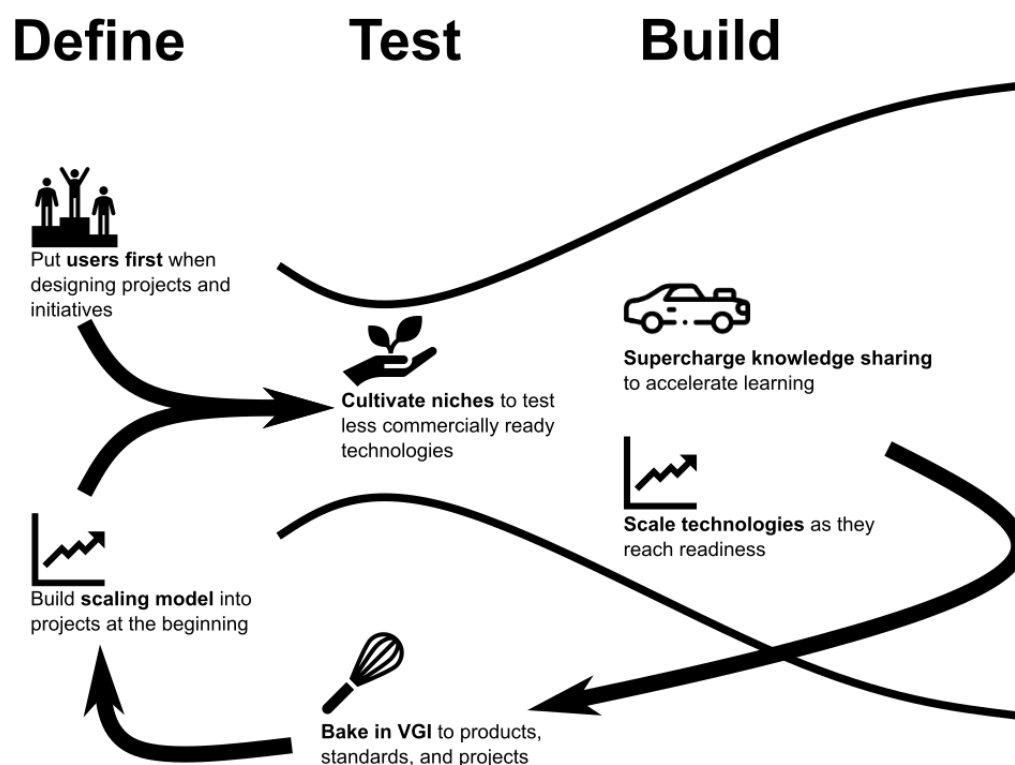 Define
Test
Build
Put users first when
designing projects and
initiatives
Cultivate niches to test
less commercially ready
technologies
Supercharge knowledge sharing
to accelerate learning
Scale technologies as they
reach readiness
Build scaling model into
projects at the beginning
Bake in VGI to products,
standards, and projects